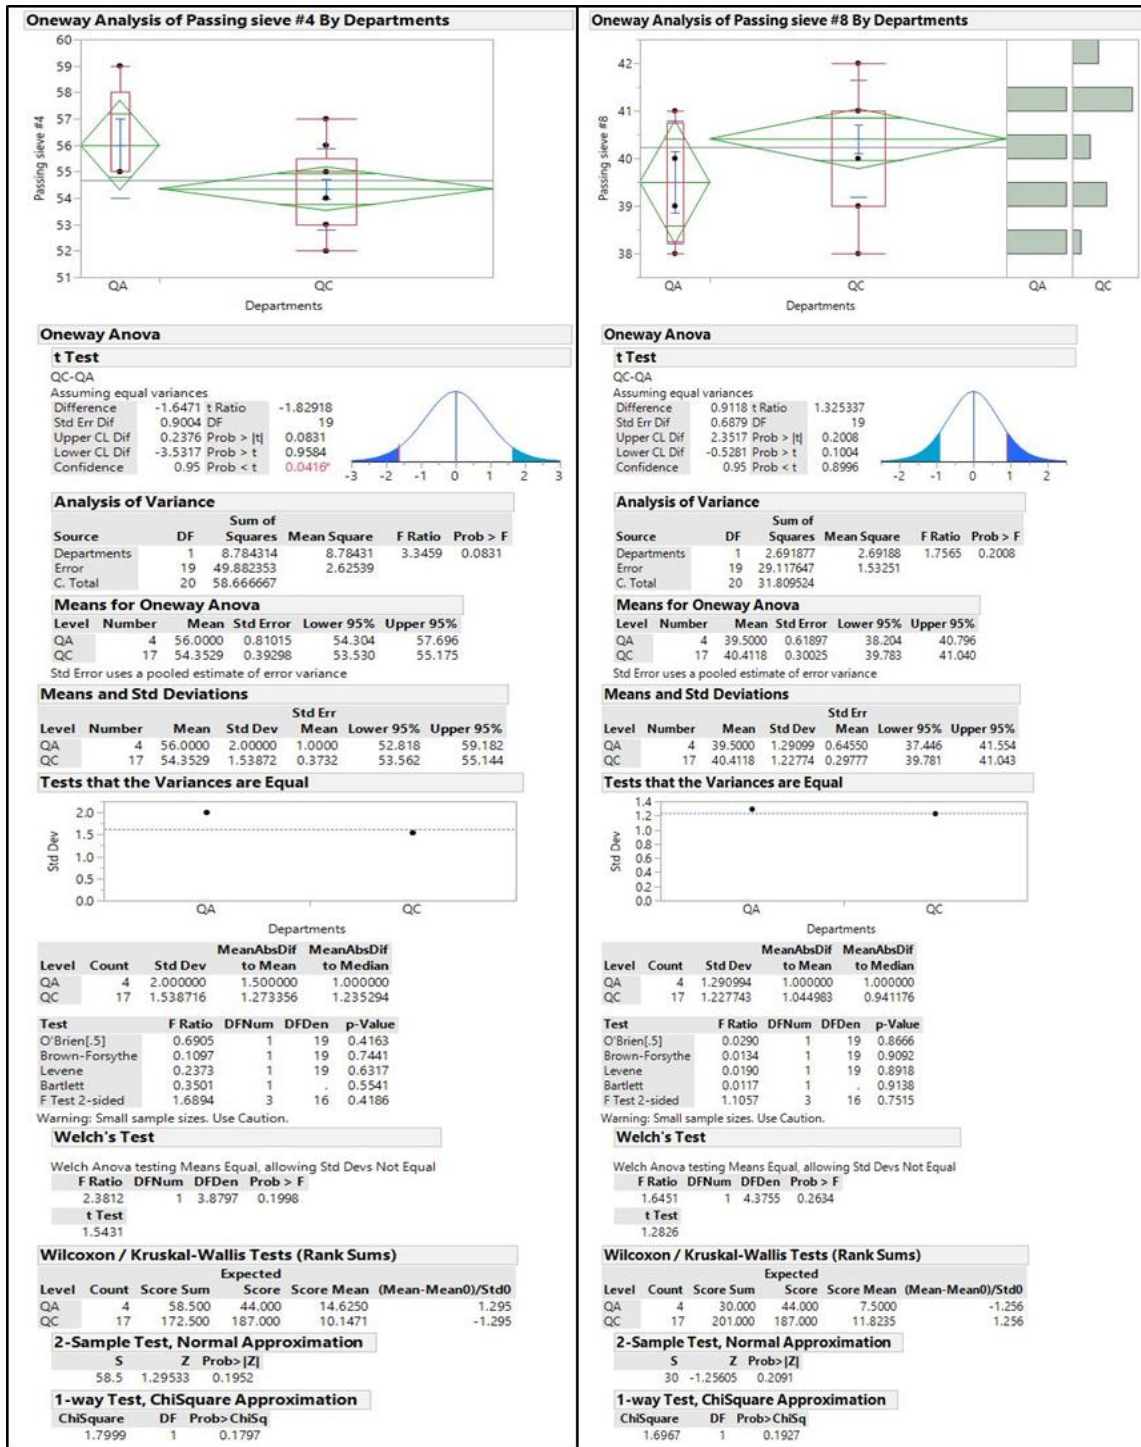 Oneway Analysis of Passing sieve #4 By Departments
60
59
58
57
56
55
54
53
52
51
Passing sieve #4
QA QC
Departments
Oneway Anova
t Test
QC-QA
Assuming equal variances
Difference -1.6471 t Ratio -1.82918
Std Err Dif 0.9004 DF 19
Upper CL Dif 0.2376 Prob > |t| 0.0831
Lower CL Dif -3.5317 Prob > t 0.9584
Confidence 0.95 Prob < t 0.0416*
-3 -2 -1 0 1 2 3
Analysis of Variance
Sum of
Source DF Squares Mean Square F Ratio Prob > F
Departments 1 8.784314 8.78431 3.3459 0.0831
Error 19 49.882353 2.62539
C. Total 20 58.666667
Means for Oneway Anova
Level Number Mean Std Error Lower 95% Upper 95%
QA 4 56.0000 0.81015 54.304 57.696
QC 17 54.3529 0.39298 53.530 55.175
Std Error uses a pooled estimate of error variance
Means and Std Deviations
Std Err
Level Number Mean Std Dev Mean Lower 95% Upper 95%
QA 4 56.0000 2.00000 1.0000 52.818 59.182
QC 17 54.3529 1.53872 0.3732 53.562 55.144
Tests that the Variances are Equal
2.0
1.5
1.0
0.5
0.0
Std Dev
QA QC
Departments
MeanAbsDif MeanAbsDif
Level Count Std Dev to Mean to Median
QA 4 2.000000 1.500000 1.000000
QC 17 1.538716 1.273356 1.235294
Test F Ratio DFNum DFDen p-Value
O'Brien[.5] 0.6905 1 19 0.4163
Brown-Forsythe 0.1097 1 19 0.7441
Levene 0.2373 1 19 0.6317
Bartlett 0.3501 1 . 0.5541
F Test 2-sided 1.6894 3 16 0.4186
Warning: Small sample sizes. Use Caution.
Welch's Test
Welch Anova testing Means Equal, allowing Std Devs Not Equal
F Ratio DFNum DFDen Prob > F
2.3812 1 3.8797 0.1998
t Test
1.5431
Wilcoxon / Kruskal-Wallis Tests (Rank Sums)
Expected
Level Count Score Sum Score Score Mean (Mean-Mean0)/Std0
QA 4 58.500 44.000 14.6250 1.295
QC 17 172.500 187.000 10.1471 -1.295
2-Sample Test, Normal Approximation
S Z Prob>|Z|
58.5 1.29533 0.1952
1-way Test, ChiSquare Approximation
ChiSquare DF Prob>ChiSq
1.7999 1 0.1797
Oneway Analysis of Passing sieve #8 By Departments
42
41
40
39
38
Passing sieve #8
QA QC QA QC
Departments
Oneway Anova
t Test
QC-QA
Assuming equal variances
Difference 0.9118 t Ratio 1.325337
Std Err Dif 0.6879 DF 19
Upper CL Dif 2.3517 Prob > |t| 0.2008
Lower CL Dif -0.5281 Prob > t 0.1004
Confidence 0.95 Prob < t 0.8996
-2 -1 0 1 2
Analysis of Variance
Sum of
Source DF Squares Mean Square F Ratio Prob > F
Departments 1 2.691877 2.69188 1.7565 0.2008
Error 19 29.117647 1.53251
C. Total 20 31.809524
Means for Oneway Anova
Level Number Mean Std Error Lower 95% Upper 95%
QA 4 39.5000 0.61897 38.204 40.796
QC 17 40.4118 0.30025 39.783 41.040
Std Error uses a pooled estimate of error variance
Means and Std Deviations
Std Err
Level Number Mean Std Dev Mean Lower 95% Upper 95%
QA 4 39.5000 1.29099 0.64550 37.446 41.554
QC 17 40.4118 1.22774 0.29777 39.781 41.043
Tests that the Variances are Equal
1.4
1.2
1.0
0.8
0.6
0.4
0.2
0.0
Std Dev
QA QC
Departments
MeanAbsDif MeanAbsDif
Level Count Std Dev to Mean to Median
QA 4 1.290994 1.000000 1.000000
QC 17 1.227743 1.044983 0.941176
Test F Ratio DFNum DFDen p-Value
O'Brien[.5] 0.0290 1 19 0.8666
Brown-Forsythe 0.0134 1 19 0.9092
Levene 0.0190 1 19 0.8918
Bartlett 0.0117 1 . 0.9138
F Test 2-sided 1.1057 3 16 0.7515
Warning: Small sample sizes. Use Caution.
Welch's Test
Welch Anova testing Means Equal, allowing Std Devs Not Equal
F Ratio DFNum DFDen Prob > F
1.6451 1 4.3755 0.2634
t Test
1.2826
Wilcoxon / Kruskal-Wallis Tests (Rank Sums)
Expected
Level Count Score Sum Score Score Mean (Mean-Mean0)/Std0
QA 4 30.000 44.000 7.5000 -1.256
QC 17 201.000 187.000 11.8235 1.256
2-Sample Test, Normal Approximation
S Z Prob>|Z|
30 -1.25605 0.2091
1-way Test, ChiSquare Approximation
ChiSquare DF Prob>ChiSq
1.6967 1 0.1927